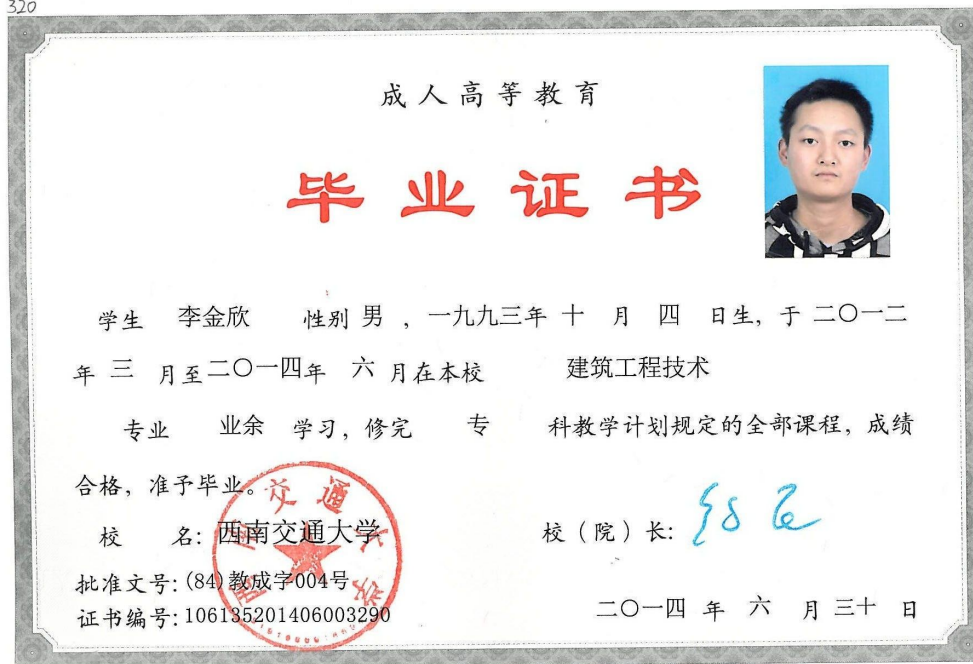 320
成人高等教育
毕业证书
学生 李金欣 性别 男 ，一九九三年 十 月 四 日生，于 二〇一二
年 三 月至二〇一四年 六 月在本校 建筑工程技术
专业 业余 学习，修完 专 科教学计划规定的全部课程，成绩
合格，准予毕业。
校 名：西南交通大学 校（院）长：
批准文号：(84)教成字004号
证书编号：106135201406003290
二〇一四 年 六 月 三十 日
西南交通大学